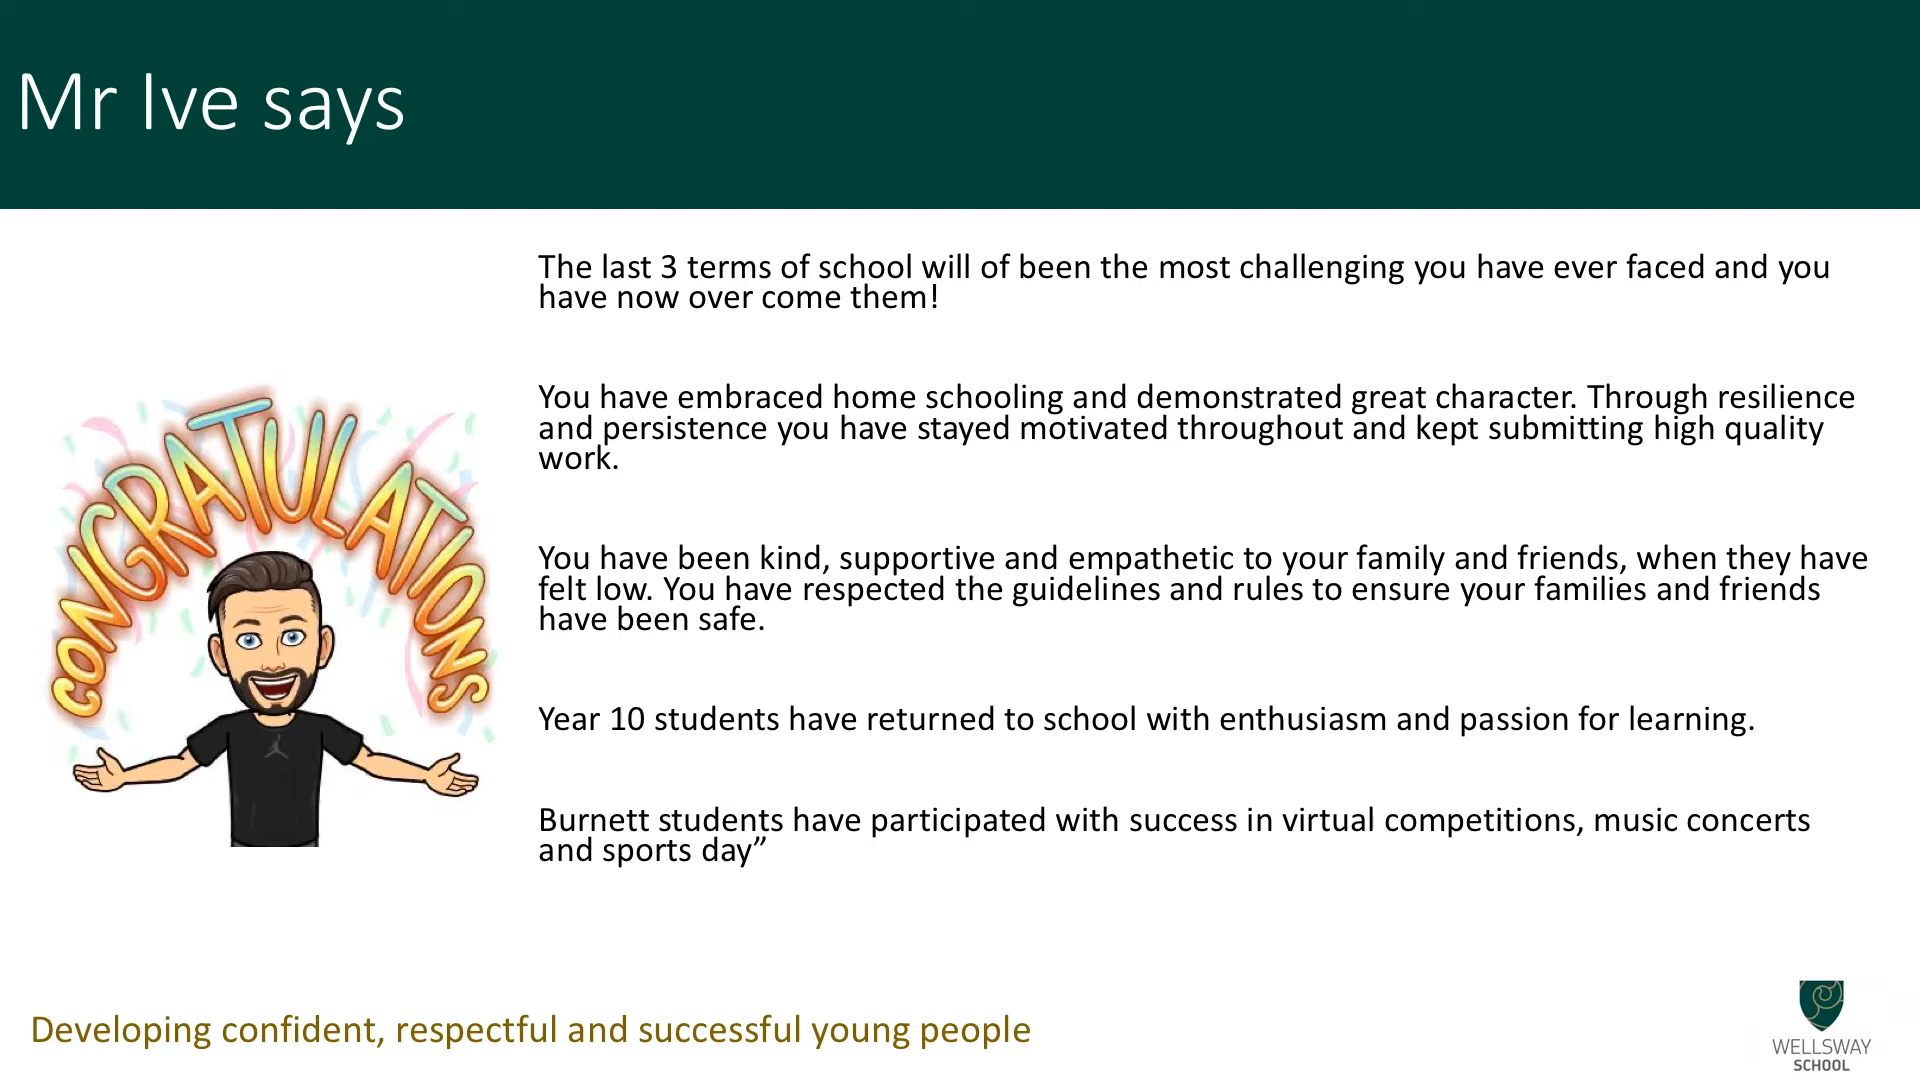 Mr Ive says
The last 3 terms of school will of been the most challenging you have ever faced and you
have now over come them!
You have embraced home schooling and demonstrated great character. Through resilience
and persistence you have stayed motivated throughout and kept submitting high quality
work.
CONGRATULATIONS
You have been kind, supportive and empathetic to your family and friends, when they have
felt low. You have respected the guidelines and rules to ensure your families and friends
have been safe.
Year 10 students have returned to school with enthusiasm and passion for learning.
Burnett students have participated with success in virtual competitions, music concerts
and sports day”
Developing confident, respectful and successful young people
WELLSWAY
SCHOOL